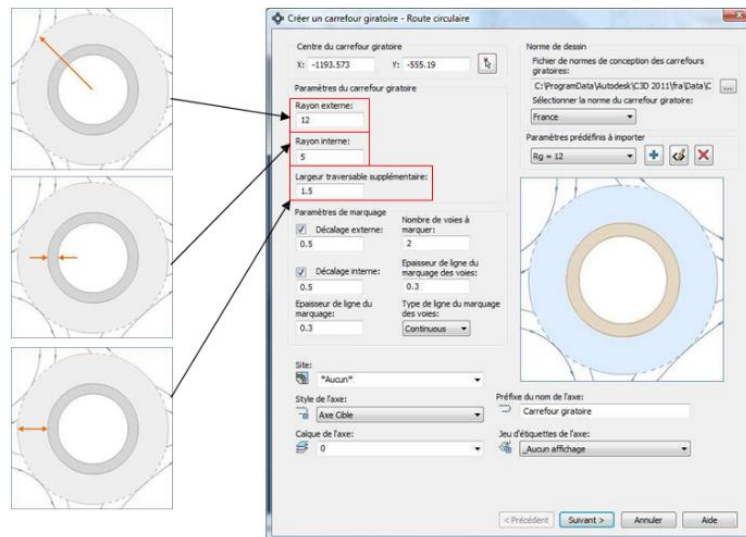 Créer un carrefour giratoire - Route circulaire
Centre du carrefour giratoire
X: -1193.573 Y: -555.19
Paramètres du carrefour giratoire
Rayon externe:
12
Rayon interne:
5
Largeur traversable supplémentaire:
1.5
Paramètres de marquage
Décalage externe:
0.5
Nombre de voies à
marquer:
2
Décalage interne:
0.5
Epaisseur de ligne du
marquage des voies:
0.3
Epaisseur de ligne du
marquage:
0.3
Type de ligne du marquage
des voies:
Continuous
Norme de dessin
Fichier de normes de conception des carrefours
giratoires:
C:\ProgramData\Autodesk\C3D 2011\fra\Data\C
...
Sélectionner la norme du carrefour giratoire:
France
Paramètres prédéfinis à importer
Rg = 12
Site:
*Aucun*
Style de l'axe:
Axe Cible
Préfixe du nom de l'axe:
Carrefour giratoire
Calque de l'axe:
0
Jeu d'étiquettes de l'axe:
_Aucun affichage
< Précédent Suivant > Annuler Aide